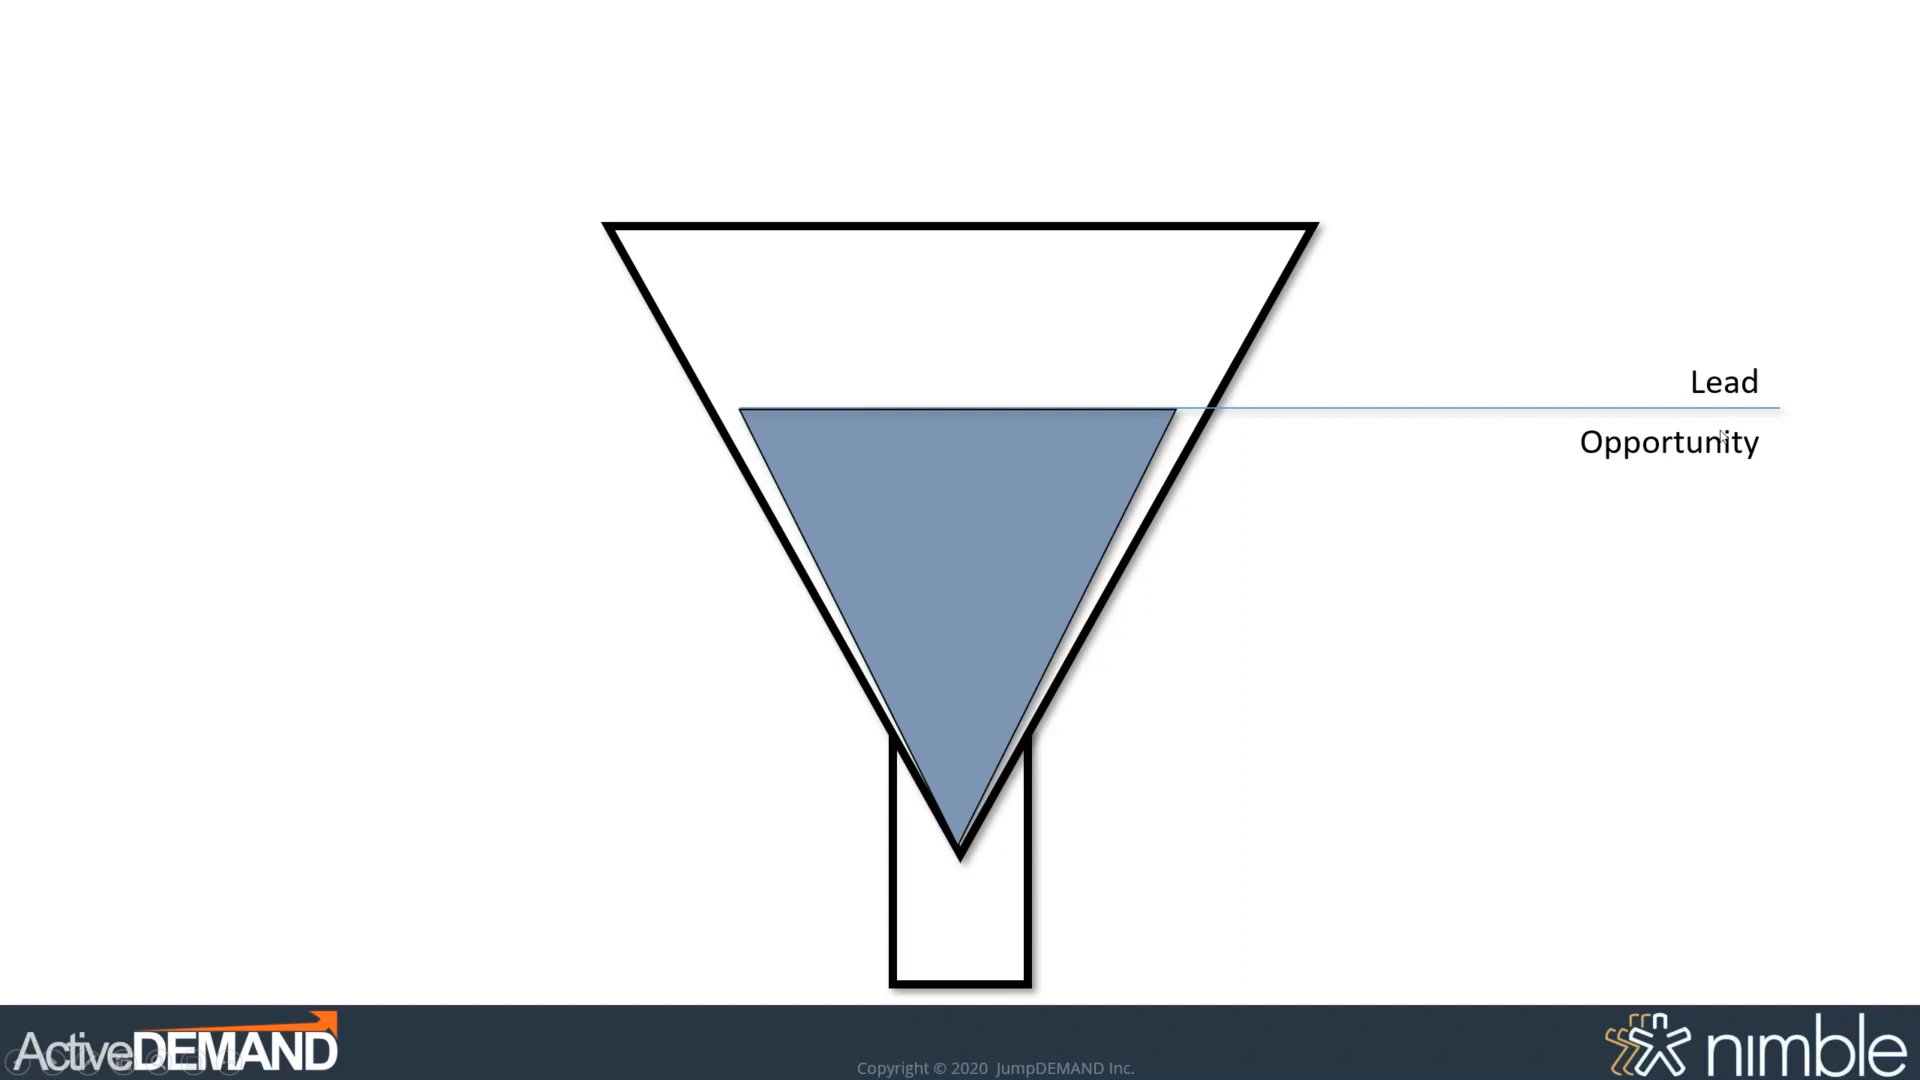 Lead
Opportunity
ActiveDEMAND
Copyright © 2020 JumpDEMAND Inc.
nimble